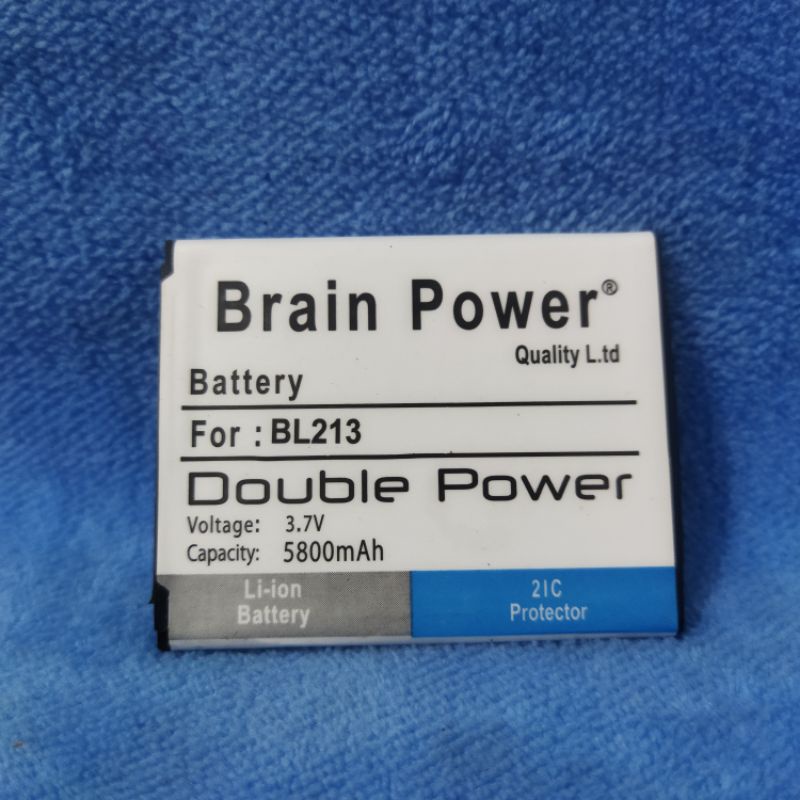 Brain Power®
Quality L.td
Battery
For : BL213
Double Power
Voltage: 3.7V
Capacity: 5800mAh
Li-ion
Battery
2IC
Protector